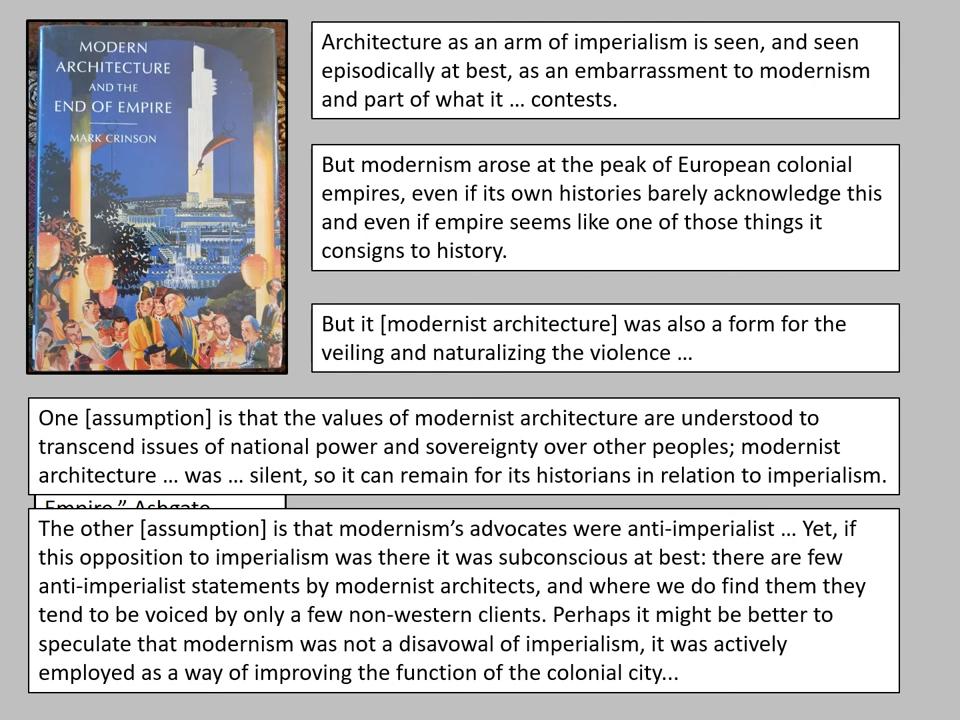 MODERN
ARCHITECTURE
AND THE
END OF EMPIRE
MARK CRINSON
Architecture as an arm of imperialism is seen, and seen
episodically at best, as an embarrassment to modernism
and part of what it … contests.
But modernism arose at the peak of European colonial
empires, even if its own histories barely acknowledge this
and even if empire seems like one of those things it
consigns to history.
But it [modernist architecture] was also a form for the
veiling and naturalizing the violence …
One [assumption] is that the values of modernist architecture are understood to
transcend issues of national power and sovereignty over other peoples; modernist
architecture … was … silent, so it can remain for its historians in relation to imperialism.
Empire.” Ashgate
The other [assumption] is that modernism’s advocates were anti-imperialist … Yet, if
this opposition to imperialism was there it was subconscious at best: there are few
anti-imperialist statements by modernist architects, and where we do find them they
tend to be voiced by only a few non-western clients. Perhaps it might be better to
speculate that modernism was not a disavowal of imperialism, it was actively
employed as a way of improving the function of the colonial city...